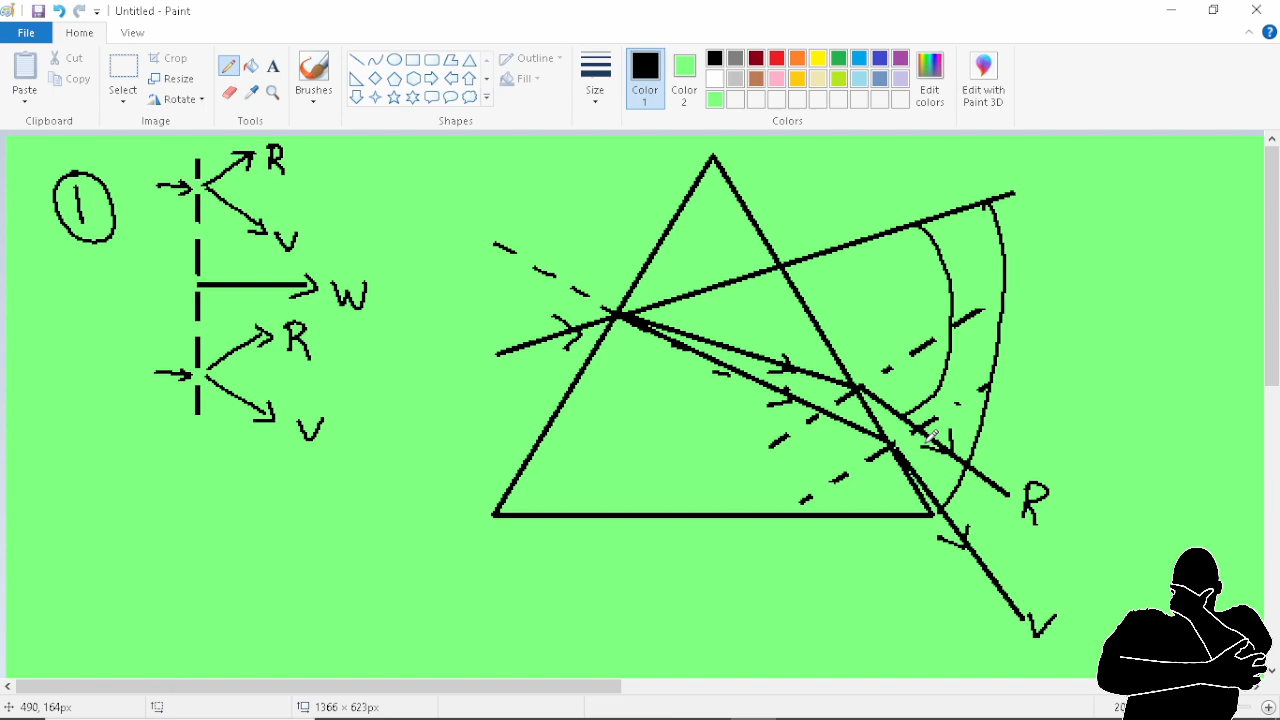 Untitled - Paint
File Home View
Paste
Cut
Copy
Clipboard
Select
Crop
Resize
Rotate
Image
Tools
Brushes
Shapes
Outline
Fill
Size
Color 1
Color 2
Colors
Edit colors
Edit with Paint 3D
1
R
V
W
R
V
R
V
490, 164px
1366 × 623px